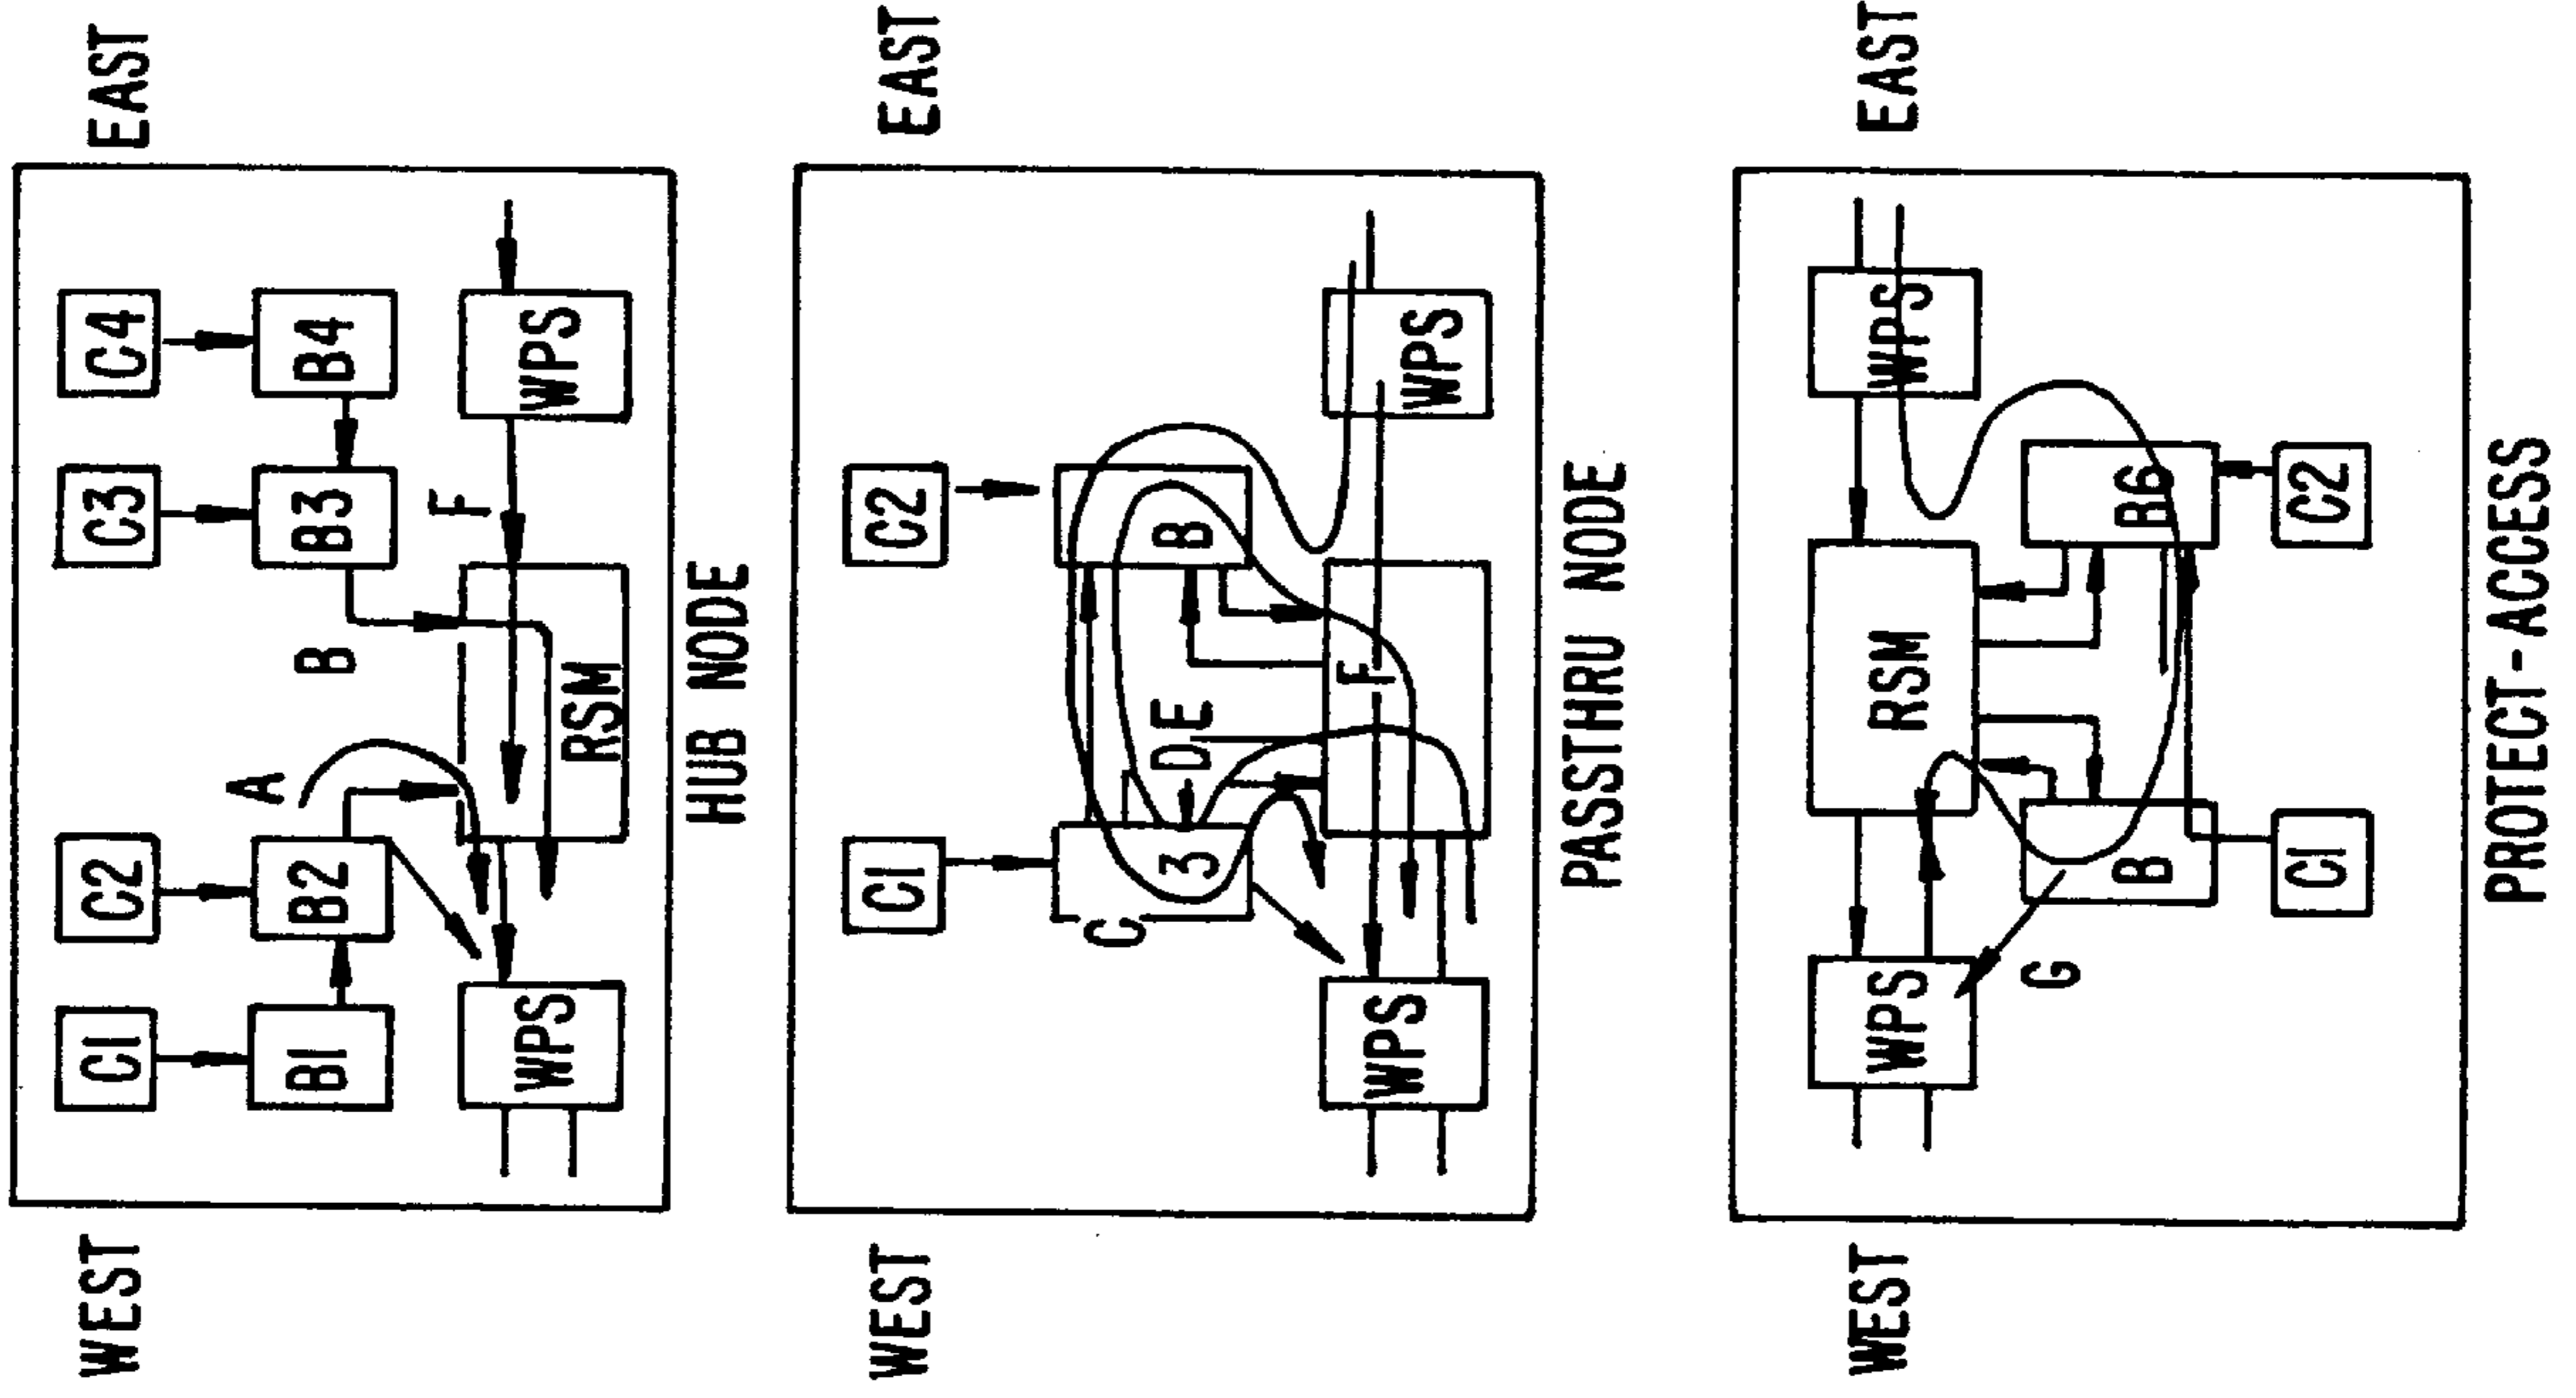 WEST C1 C2 C3 C4 EAST
A
B1 B2 B B3 B4
F
WPS RSM WPS
HUB NODE
WEST C1 C2 EAST
C
3 D E B
F
WPS WPS
PASSTHRU NODE
WEST WPS RSM WPS EAST
G
B B6
C1 C2
PROTECT-ACCESS